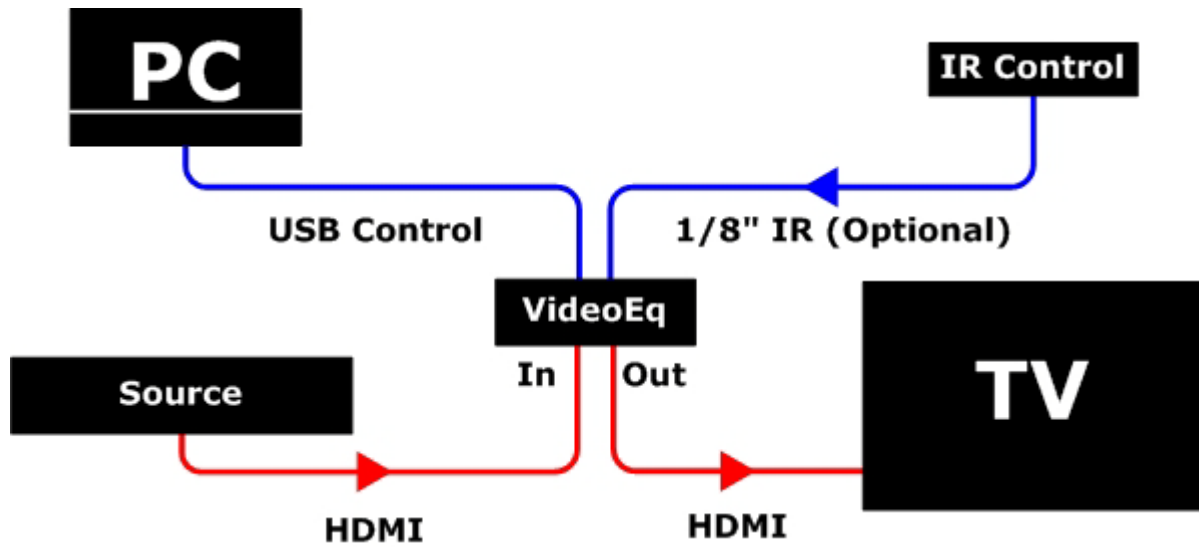 PC
IR Control
USB Control
1/8" IR (Optional)
VideoEq
In
Out
Source
TV
HDMI
HDMI